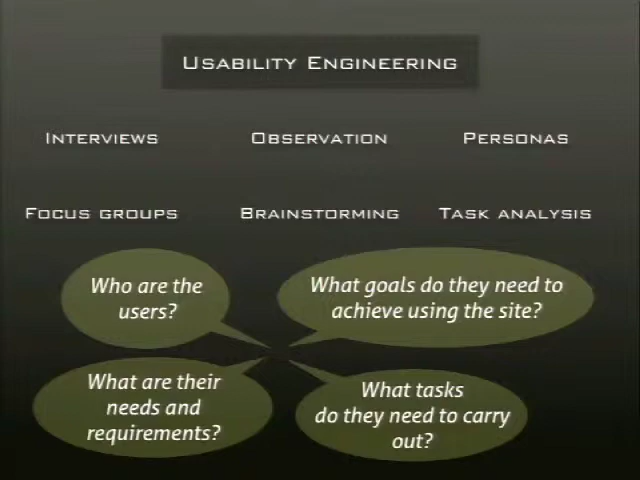 Usability Engineering
Interviews Observation Personas
Focus groups Brainstorming Task analysis
Who are the
users?
What goals do they need to
achieve using the site?
What are their
needs and
requirements?
What tasks
do they need to carry
out?